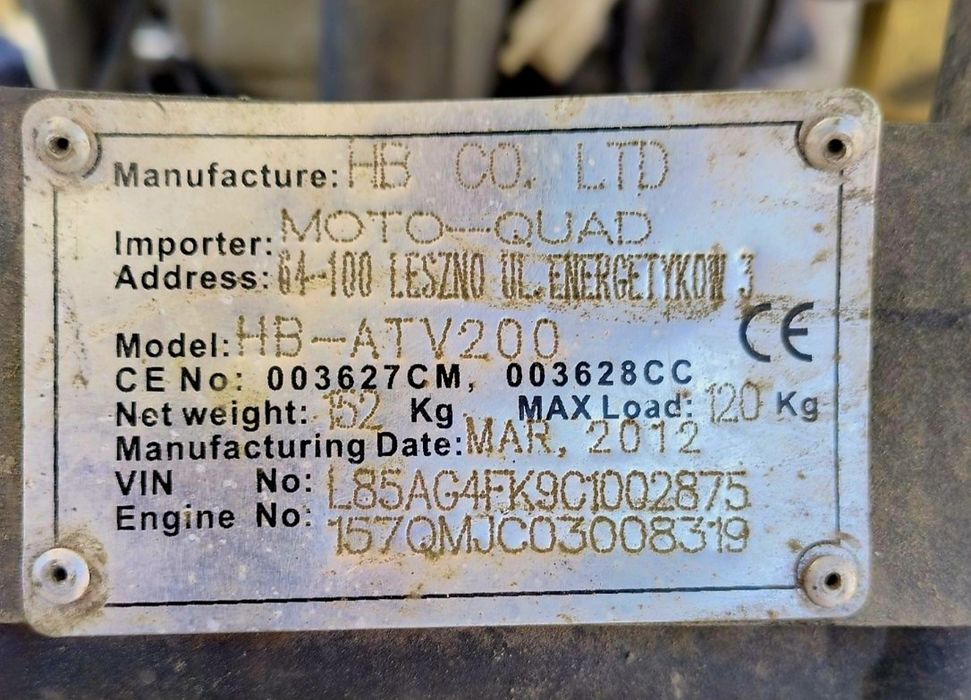 Manufacture: HB CO. LTD
Importer: MOTO-QUAD
Address: 64-100 LESZNO UL.ENERGETYKÓW 3
Model: HB-ATV200 CE
CE No: 003627CM, 003628CC
Net weight: 152 Kg MAX Load: 120 Kg
Manufacturing Date: MAR, 2012
VIN No: L85AG4FK9C1002875
Engine No: 157QMJC03008319